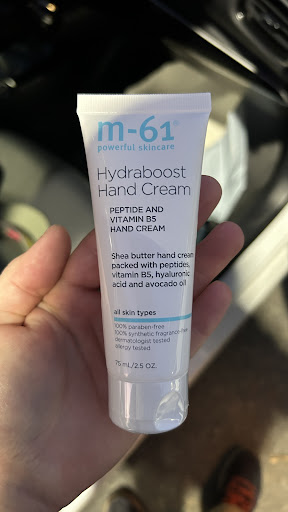 m-61®
powerful skincare
Hydraboost
Hand Cream
PEPTIDE AND
VITAMIN B5
HAND CREAM
Shea butter hand cream
packed with peptides,
vitamin B5, hyaluronic
acid and avocado oil
all skin types
100% paraben-free
100% synthetic fragrance-free
dermatologist tested
allergy tested
75 mL/2.5 OZ.